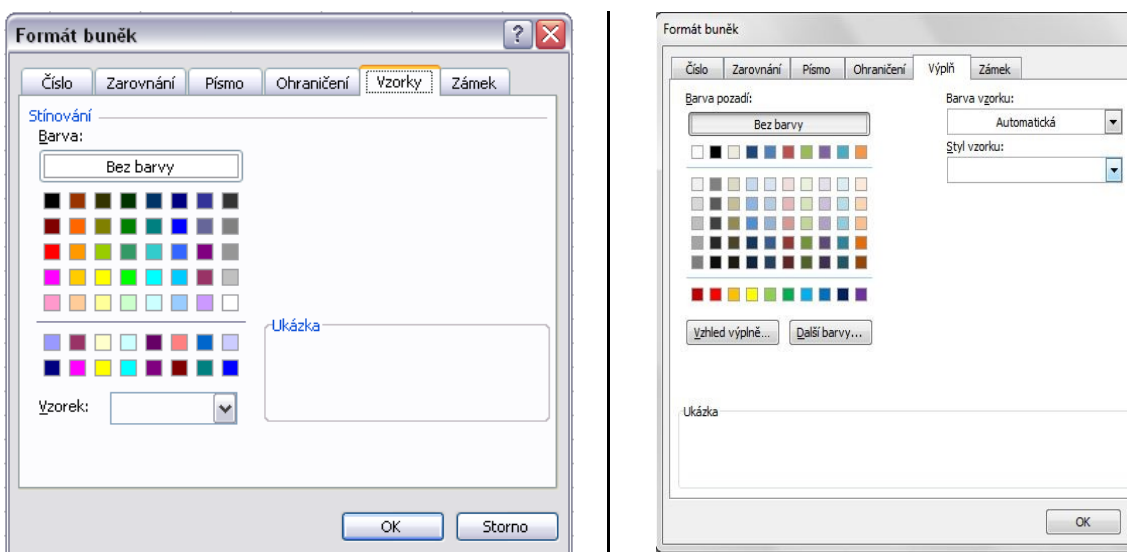 Formát buněk
Číslo Zarovnání Písmo Ohraničení Vzorky Zámek
Stínování
Barva:
Bez barvy
Ukázka
Vzorek:
OK Storno
Formát buněk
Číslo Zarovnání Písmo Ohraničení Výplň Zámek
Barva pozadí:
Bez barvy
Barva vzorku:
Automatická
Styl vzorku:
Vzhled výplně... Další barvy...
Ukázka
OK